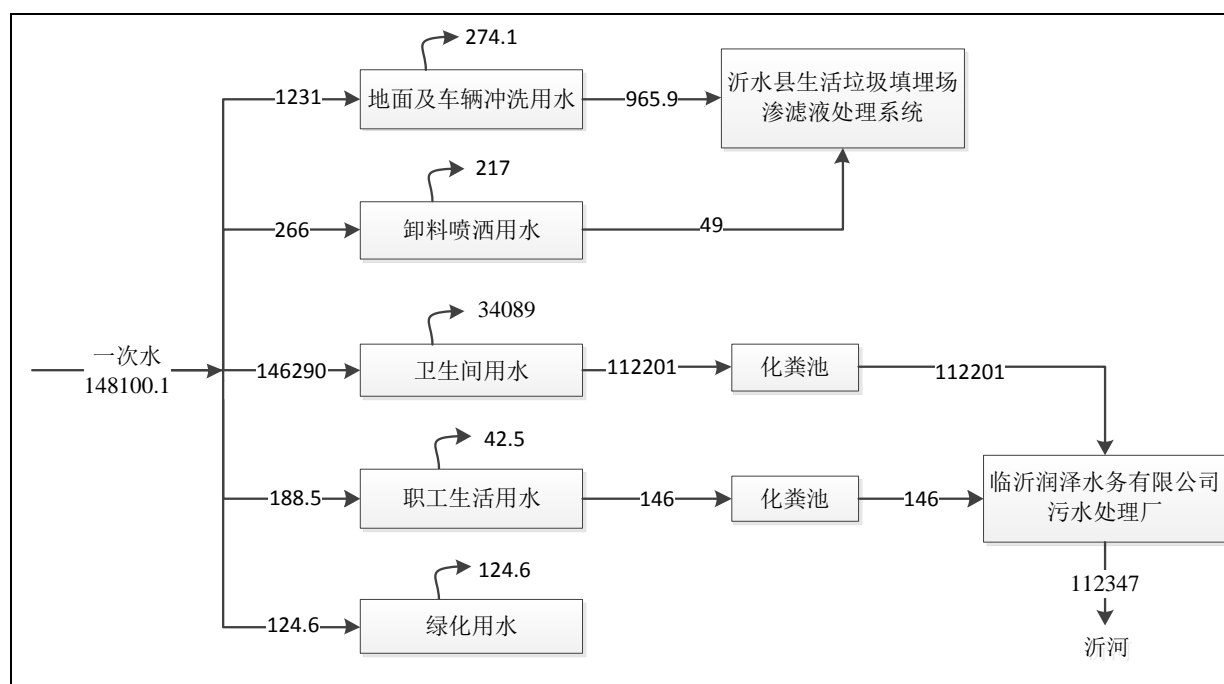 274.1
1231
地面及车辆冲洗用水
965.9
沂水县生活垃圾填埋场
渗滤液处理系统
217
266
卸料喷洒用水
49
34089
一次水
148100.1
146290
卫生间用水
112201
化粪池
112201
42.5
188.5
职工生活用水
146
化粪池
146
临沂润泽水务有限公司
污水处理厂
124.6
124.6
绿化用水
112347
沂河